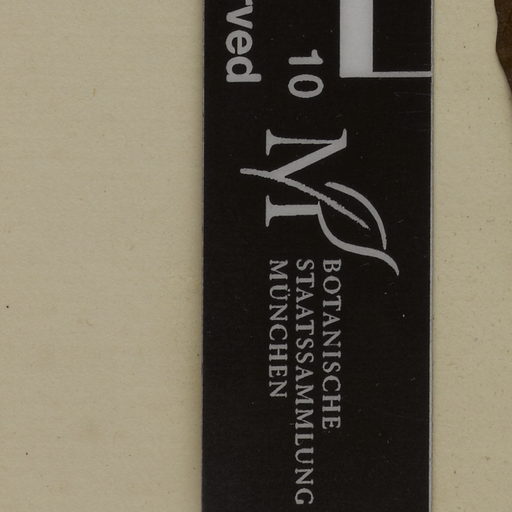 10
rved
BOTANISCHE
STAATSSAMMLUNG
MÜNCHEN